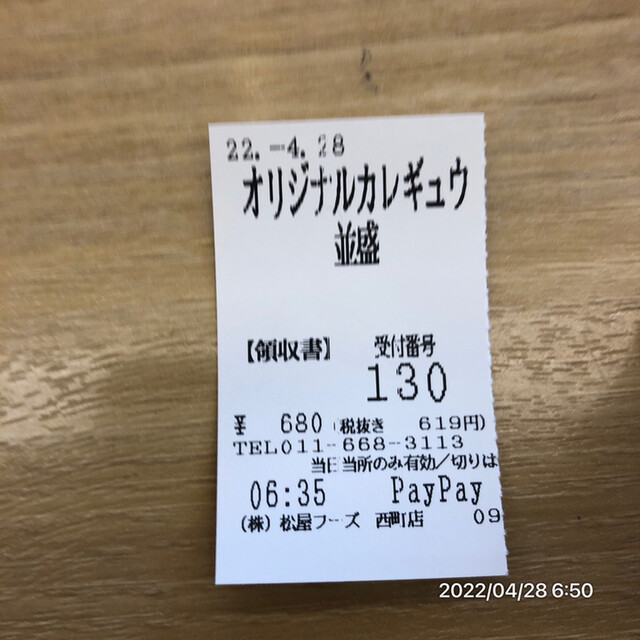 22.-4.28
オリジナルカレギュウ
並盛
【領収書】 受付番号
130
¥ 680 (税抜き 619円)
TEL011-668-3113
当日当所のみ有効／切りは
06:35 PayPay
(株)松屋フーズ 西町店 09
2022/04/28 6:50